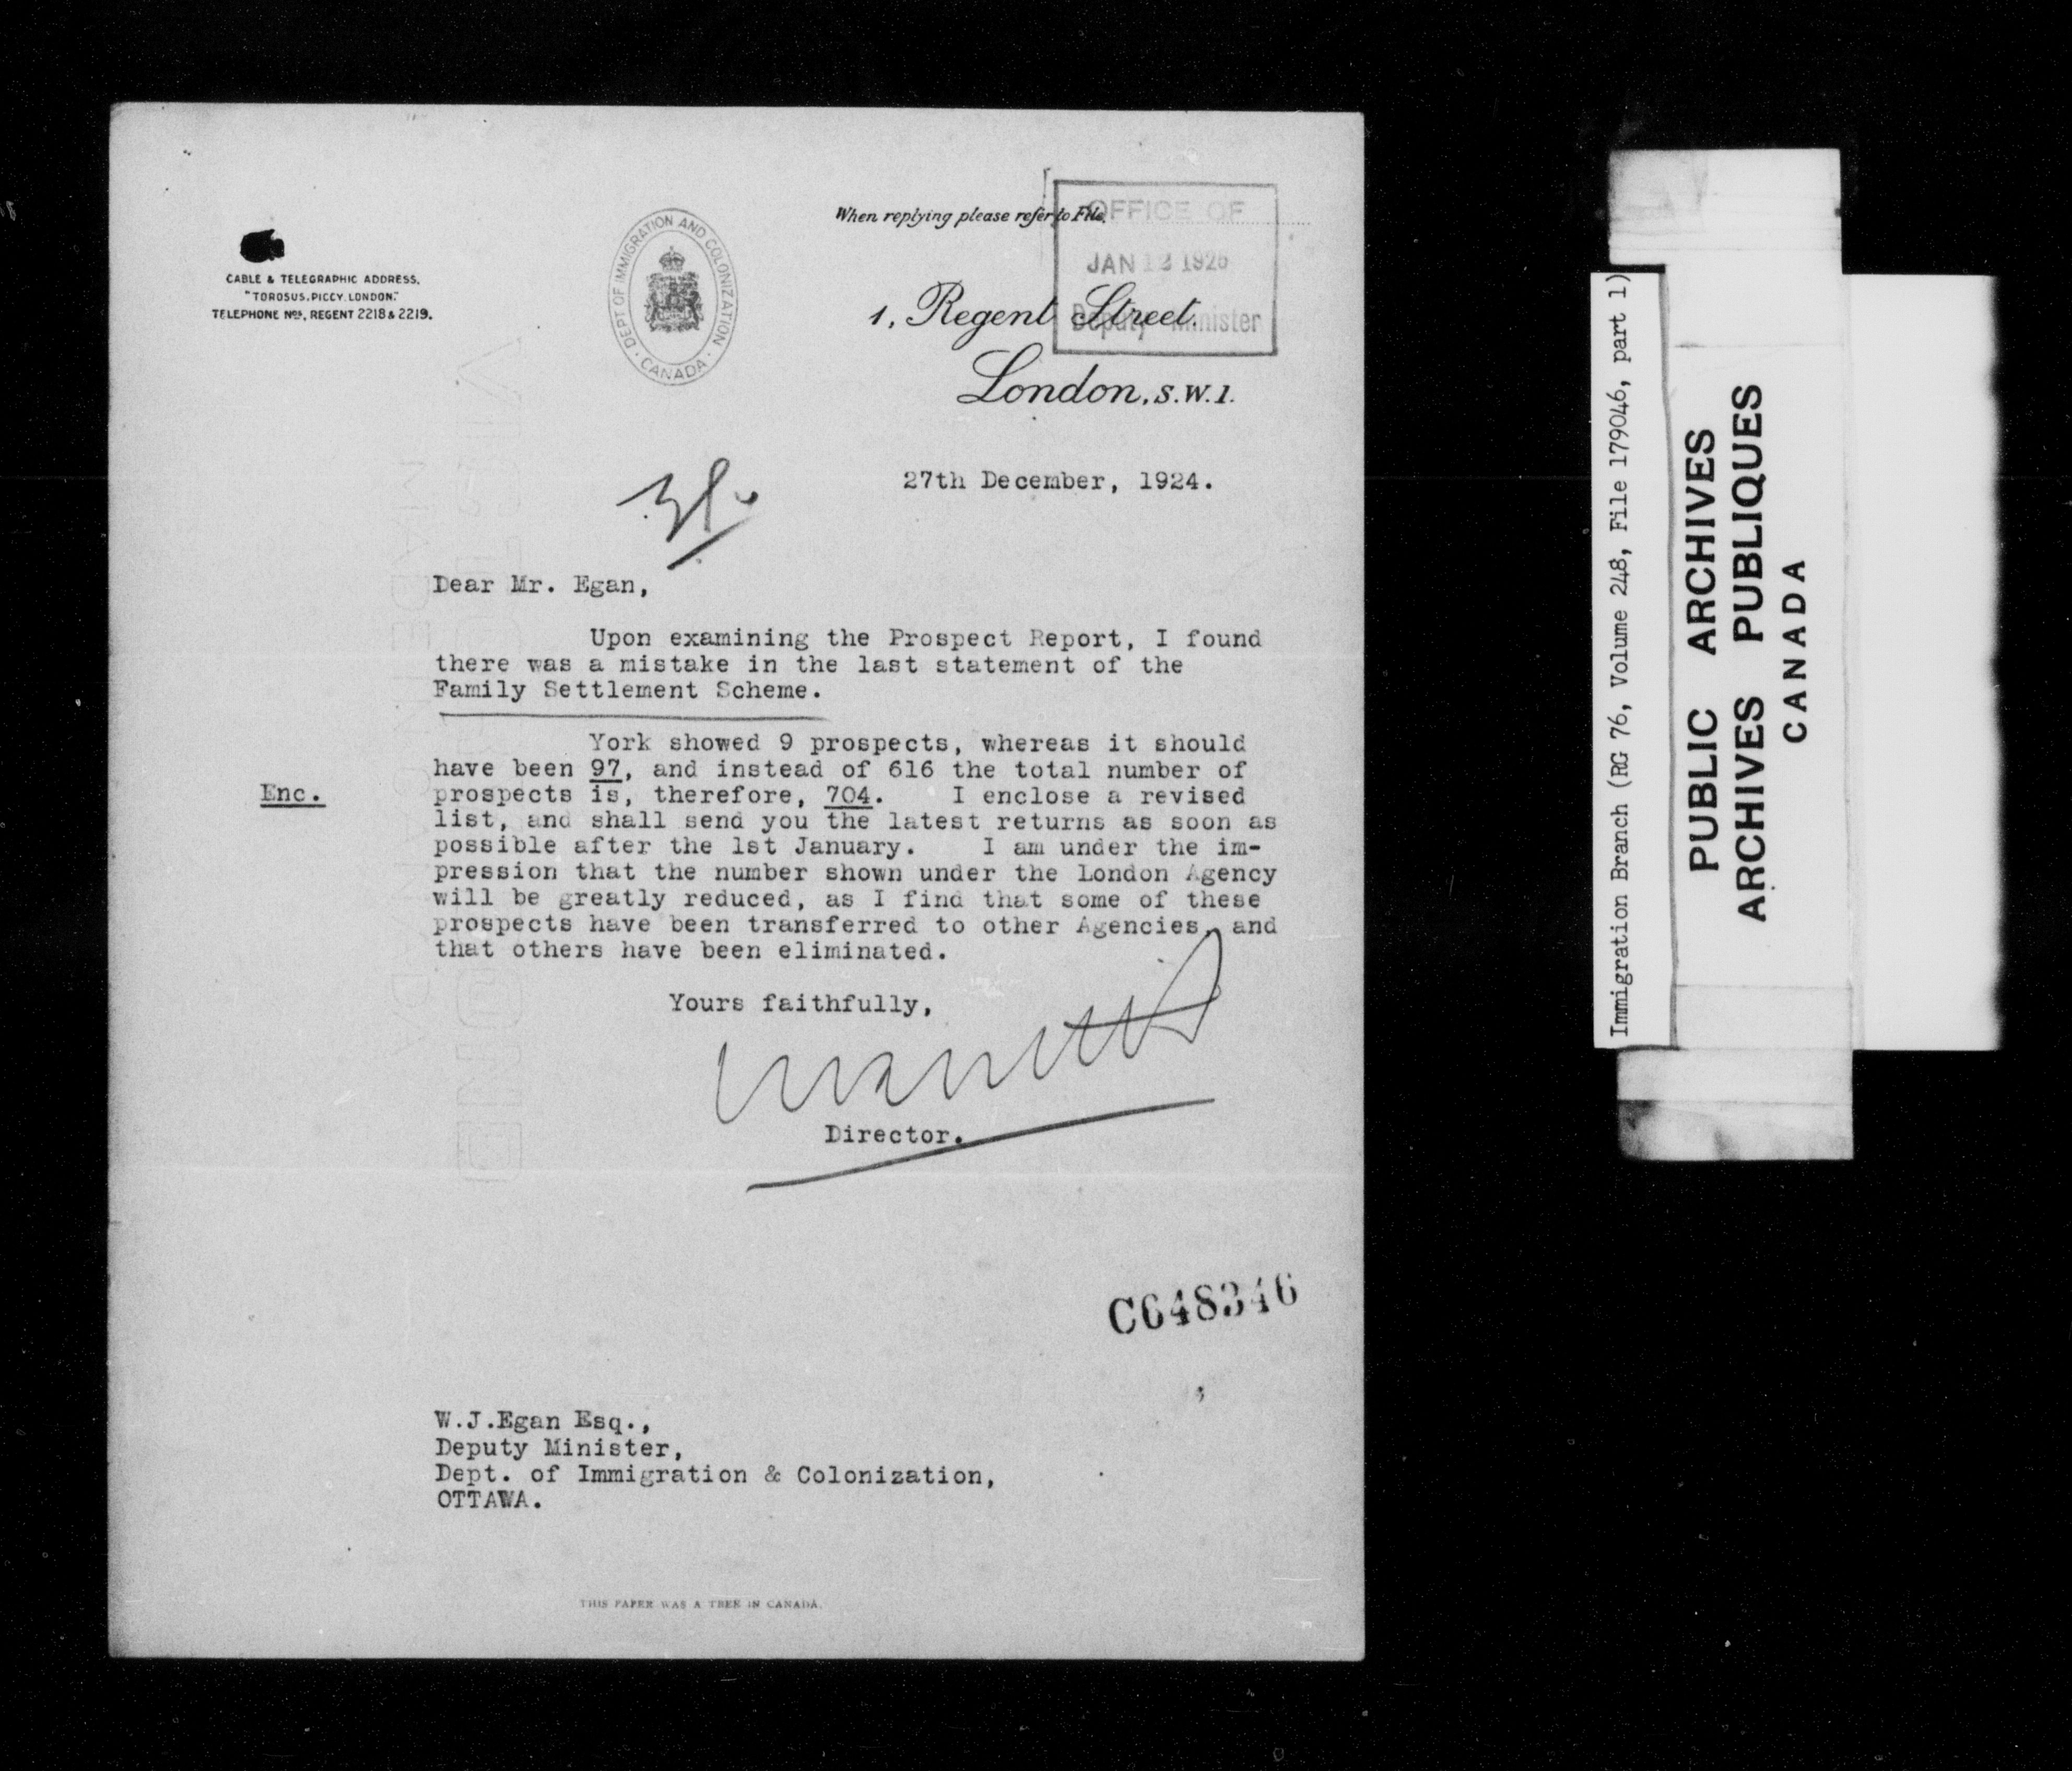 When replying please refer to File.
OFFICE OF
JAN 12 1925
Deputy Minister
CABLE & TELEGRAPHIC ADDRESS,
"TOROSUS, PICCY, LONDON."
TELEPHONE Nos, REGENT 2218 & 2219.
DEPT OF IMMIGRATION AND COLONIZATION · CANADA ·
1, Regent Street.
London, S.W.1.
27th December, 1924.
Dear Mr. Egan,
Upon examining the Prospect Report, I found
there was a mistake in the last statement of the
Family Settlement Scheme.
York showed 9 prospects, whereas it should
have been 97, and instead of 616 the total number of
Enc.
prospects is, therefore, 704. I enclose a revised
list, and shall send you the latest returns as soon as
possible after the 1st January. I am under the im-
pression that the number shown under the London Agency
will be greatly reduced, as I find that some of these
prospects have been transferred to other Agencies, and
that others have been eliminated.
Yours faithfully,
Director.
C648346
W.J.Egan Esq.,
Deputy Minister,
Dept. of Immigration & Colonization,
OTTAWA.
THIS PAPER WAS A TREE IN CANADA.
Immigration Branch (RG 76, Volume 248, File 179046, part 1)
PUBLIC ARCHIVES
ARCHIVES PUBLIQUES
CANADA